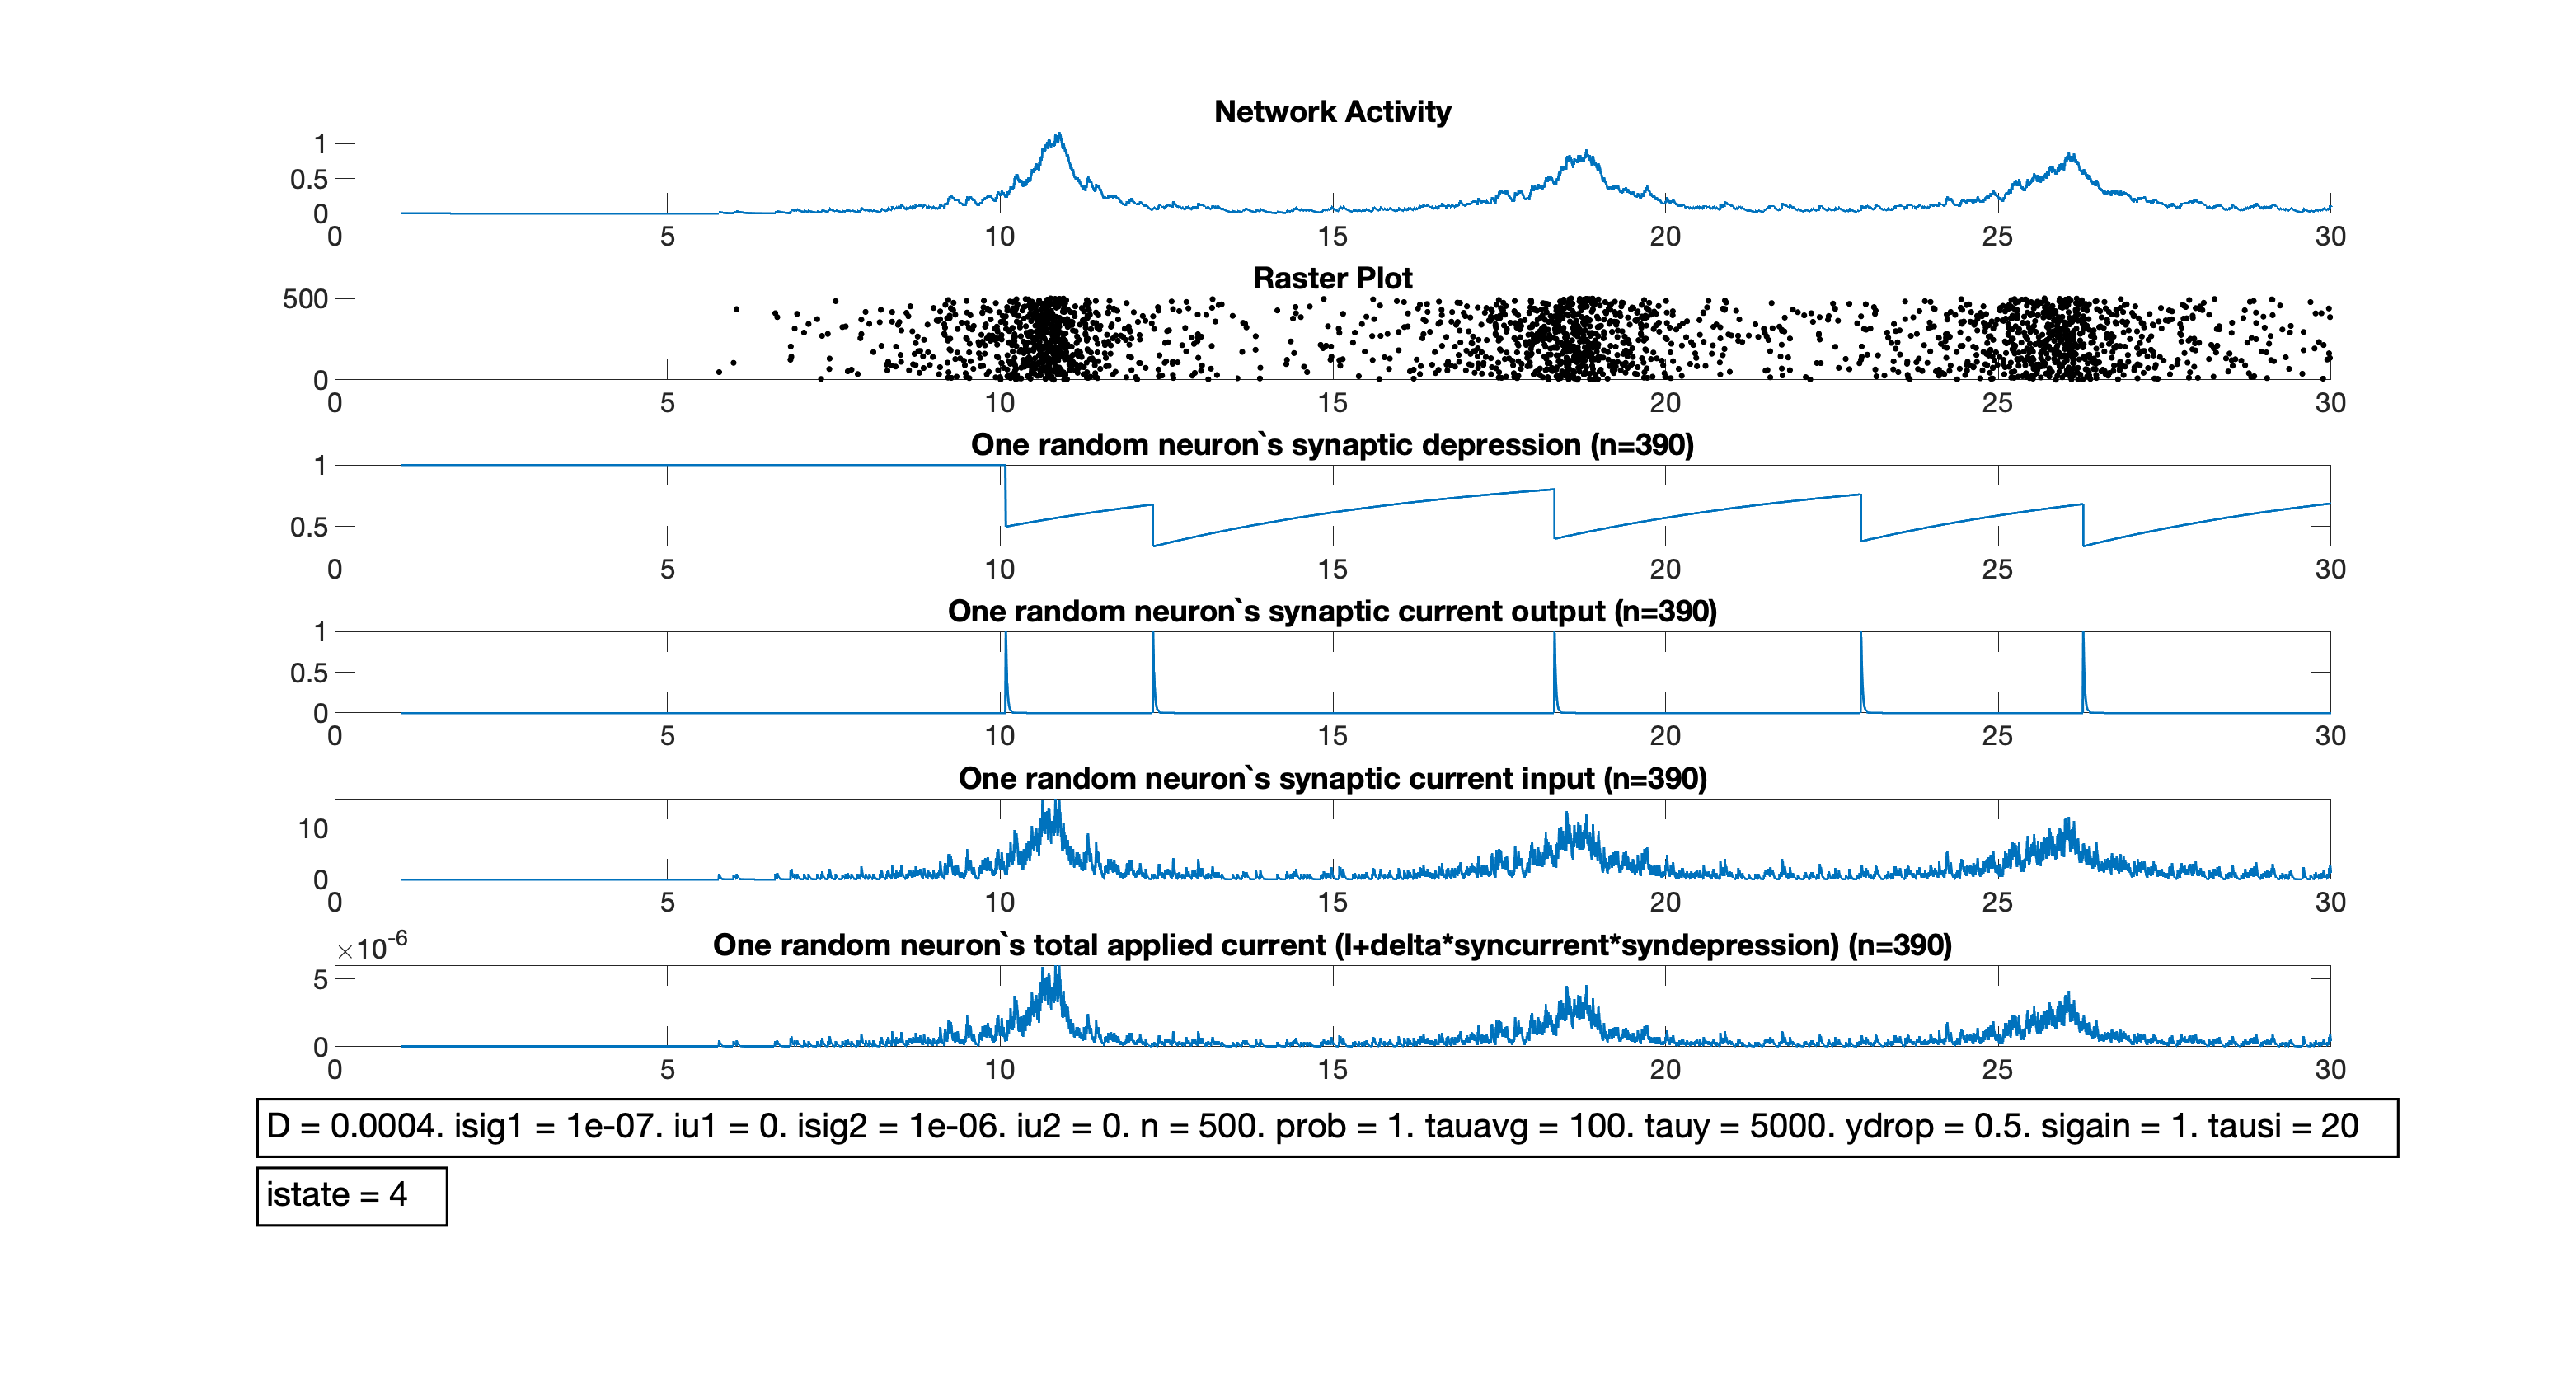 Network Activity
1
0.5
0
0 5 10 15 20 25 30
Raster Plot
500
0
0 5 10 15 20 25 30
One random neuron`s synaptic depression (n=390)
1
0.5
0 5 10 15 20 25 30
One random neuron`s synaptic current output (n=390)
1
0.5
0
0 5 10 15 20 25 30
One random neuron`s synaptic current input (n=390)
10
0
0 5 10 15 20 25 30
×10-6
One random neuron`s total applied current (I+delta*syncurrent*syndepression) (n=390)
5
0
0 5 10 15 20 25 30
D = 0.0004. isig1 = 1e-07. iu1 = 0. isig2 = 1e-06. iu2 = 0. n = 500. prob = 1. tauavg = 100. tauy = 5000. ydrop = 0.5. sigain = 1. tausi = 20
istate = 4